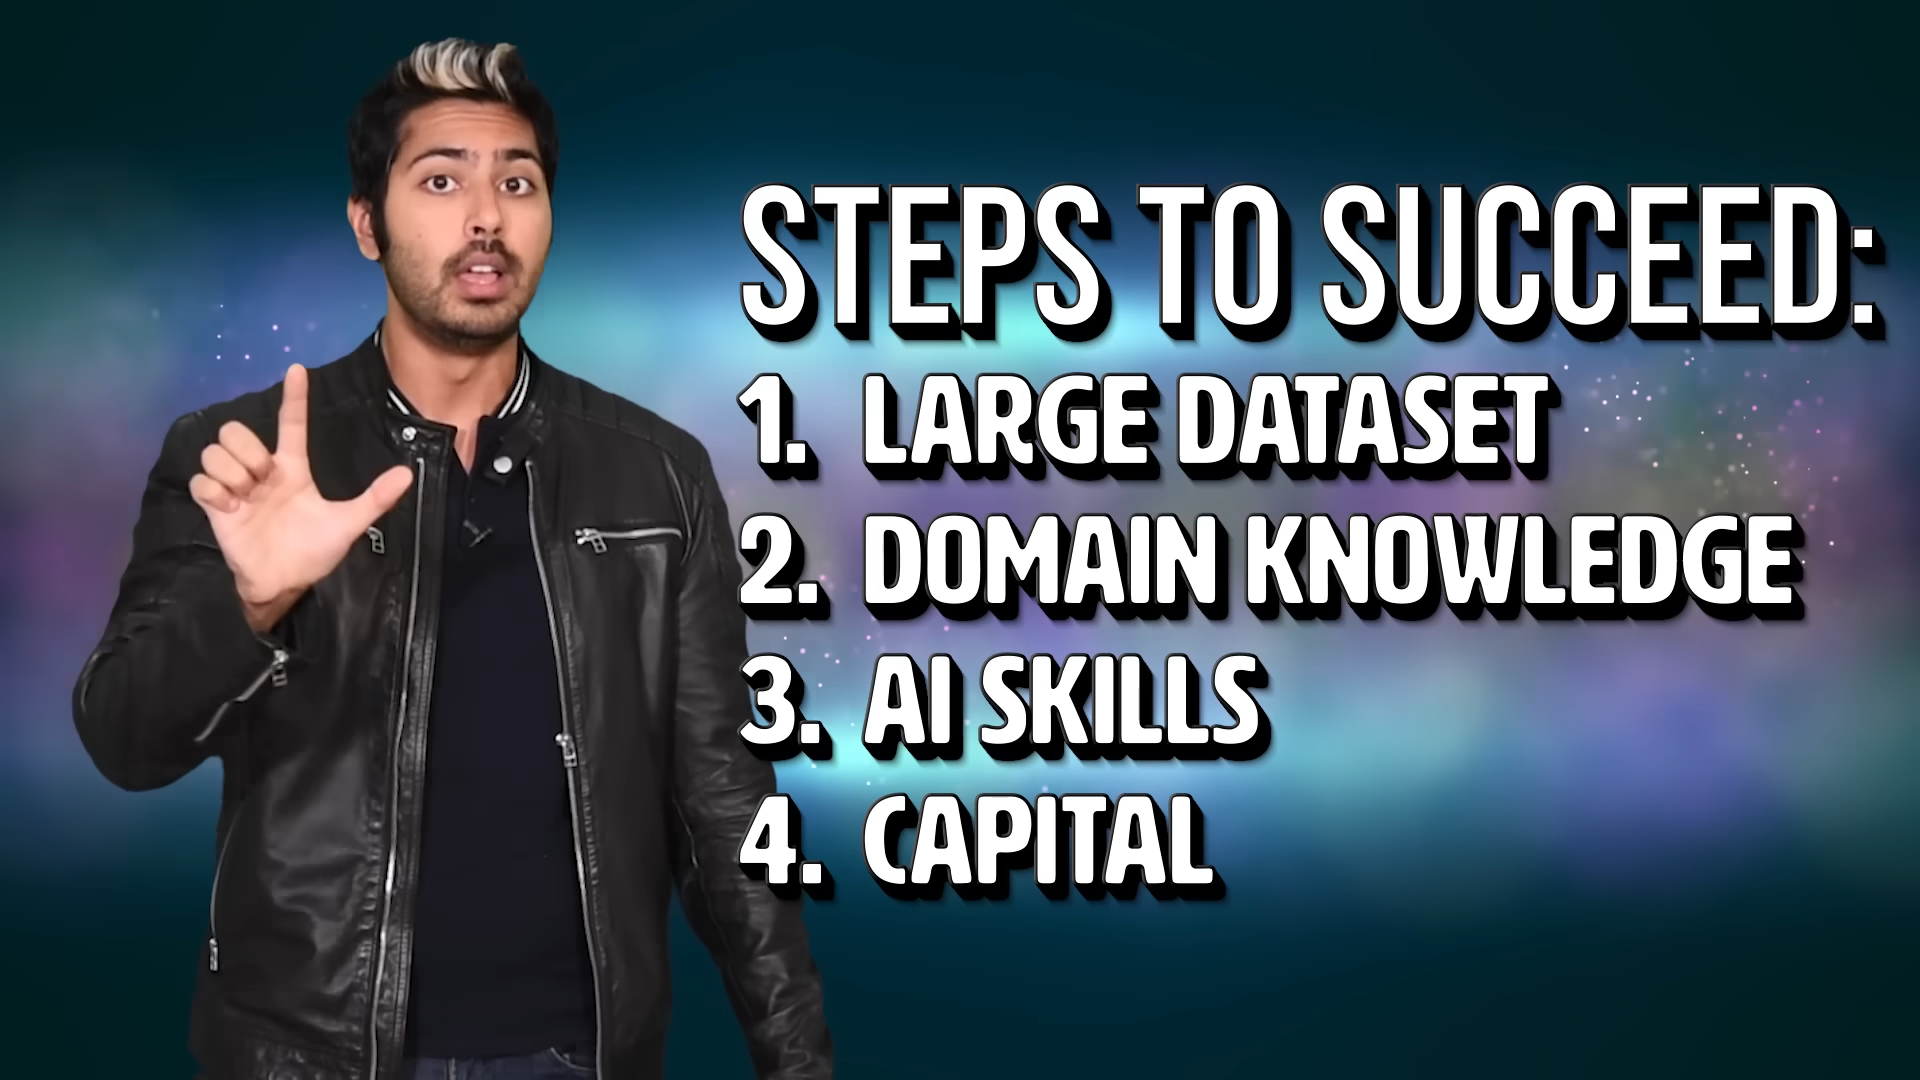 STEPS TO SUCCEED:
1. LARGE DATASET
2. DOMAIN KNOWLEDGE
3. AI SKILLS
4. CAPITAL